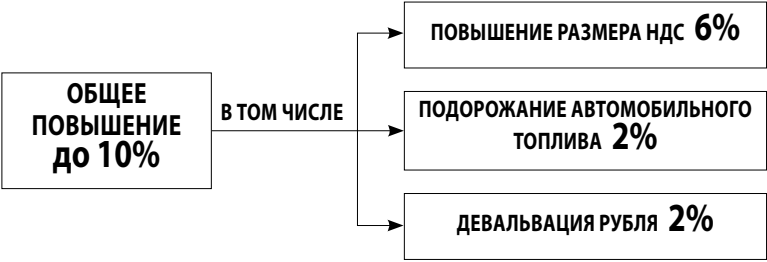 ОБЩЕЕ
ПОВЫШЕНИЕ
до 10%
В ТОМ ЧИСЛЕ
ПОВЫШЕНИЕ РАЗМЕРА НДС 6%
ПОДОРОЖАНИЕ АВТОМОБИЛЬНОГО
ТОПЛИВА 2%
ДЕВАЛЬВАЦИЯ РУБЛЯ 2%